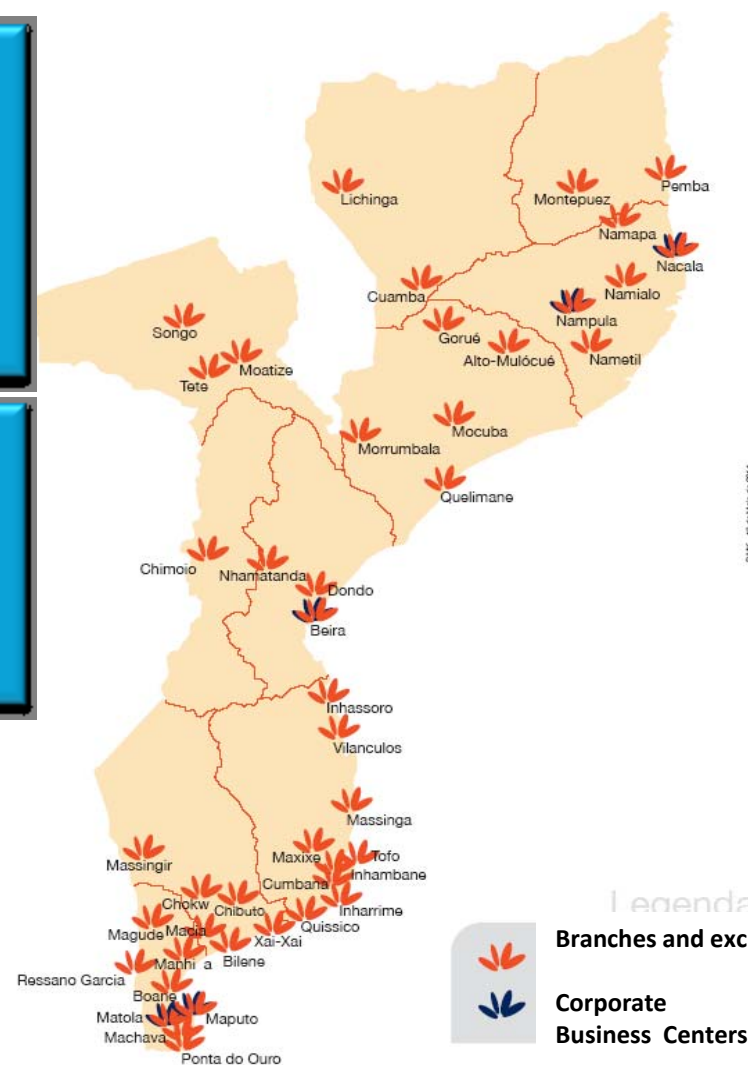 Lichinga
Montepuez
Pemba
Namapa
Nacala
Cuamba
Namialo
Nampula
Songo
Gorué
Alto-Mulócué
Nametil
Moatize
Tete
Mocuba
Morrumbala
Quelimane
Chimoio
Nhamatanda
Dondo
Beira
Inhassoro
Vilanculos
Massinga
Maxixe
Tofo
Massingir
Inhambane
Cumbana
Chokw
Chibuto
Inharrime
Magude
Macia
Quissico
Xai-Xai
Manhi a
Bilene
Ressano Garcia
Boane
Matola
Maputo
Machava
Ponta do Ouro
Legenda
Branches and exc
Corporate
Business Centers